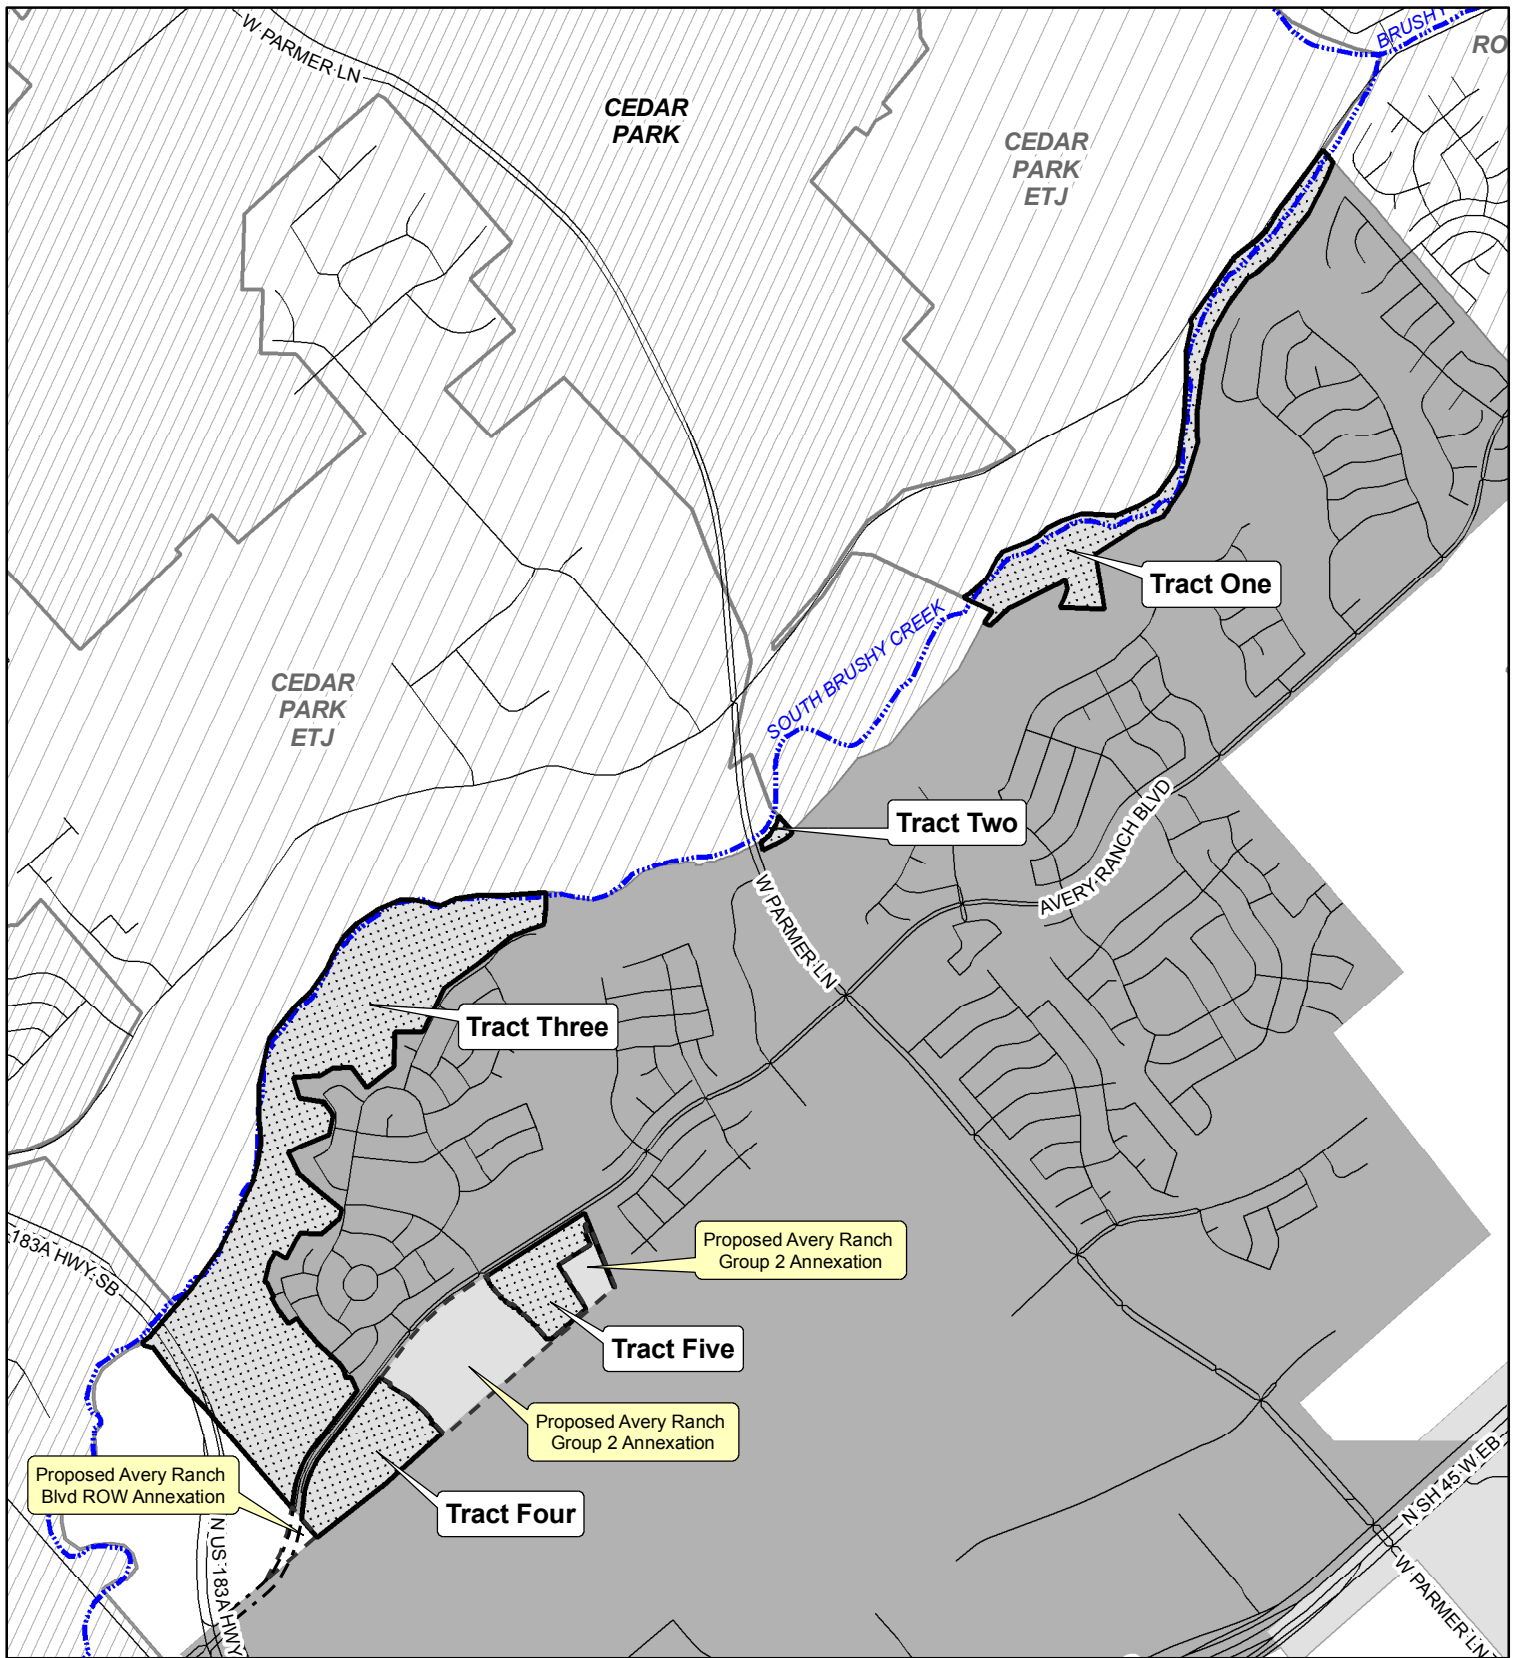 W PARMER LN
BRUSHY
RO
CEDAR
PARK
CEDAR
PARK
ETJ
Tract One
SOUTH BRUSHY CREEK
CEDAR
PARK
ETJ
Tract Two
AVERY RANCH BLVD
W PARMER LN
Tract Three
183A HWY SB
Proposed Avery Ranch
Group 2 Annexation
Tract Five
Proposed Avery Ranch
Group 2 Annexation
Proposed Avery Ranch
Blvd ROW Annexation
Tract Four
N US 183A HWY
N SH 45 W EB
W PARMER LN